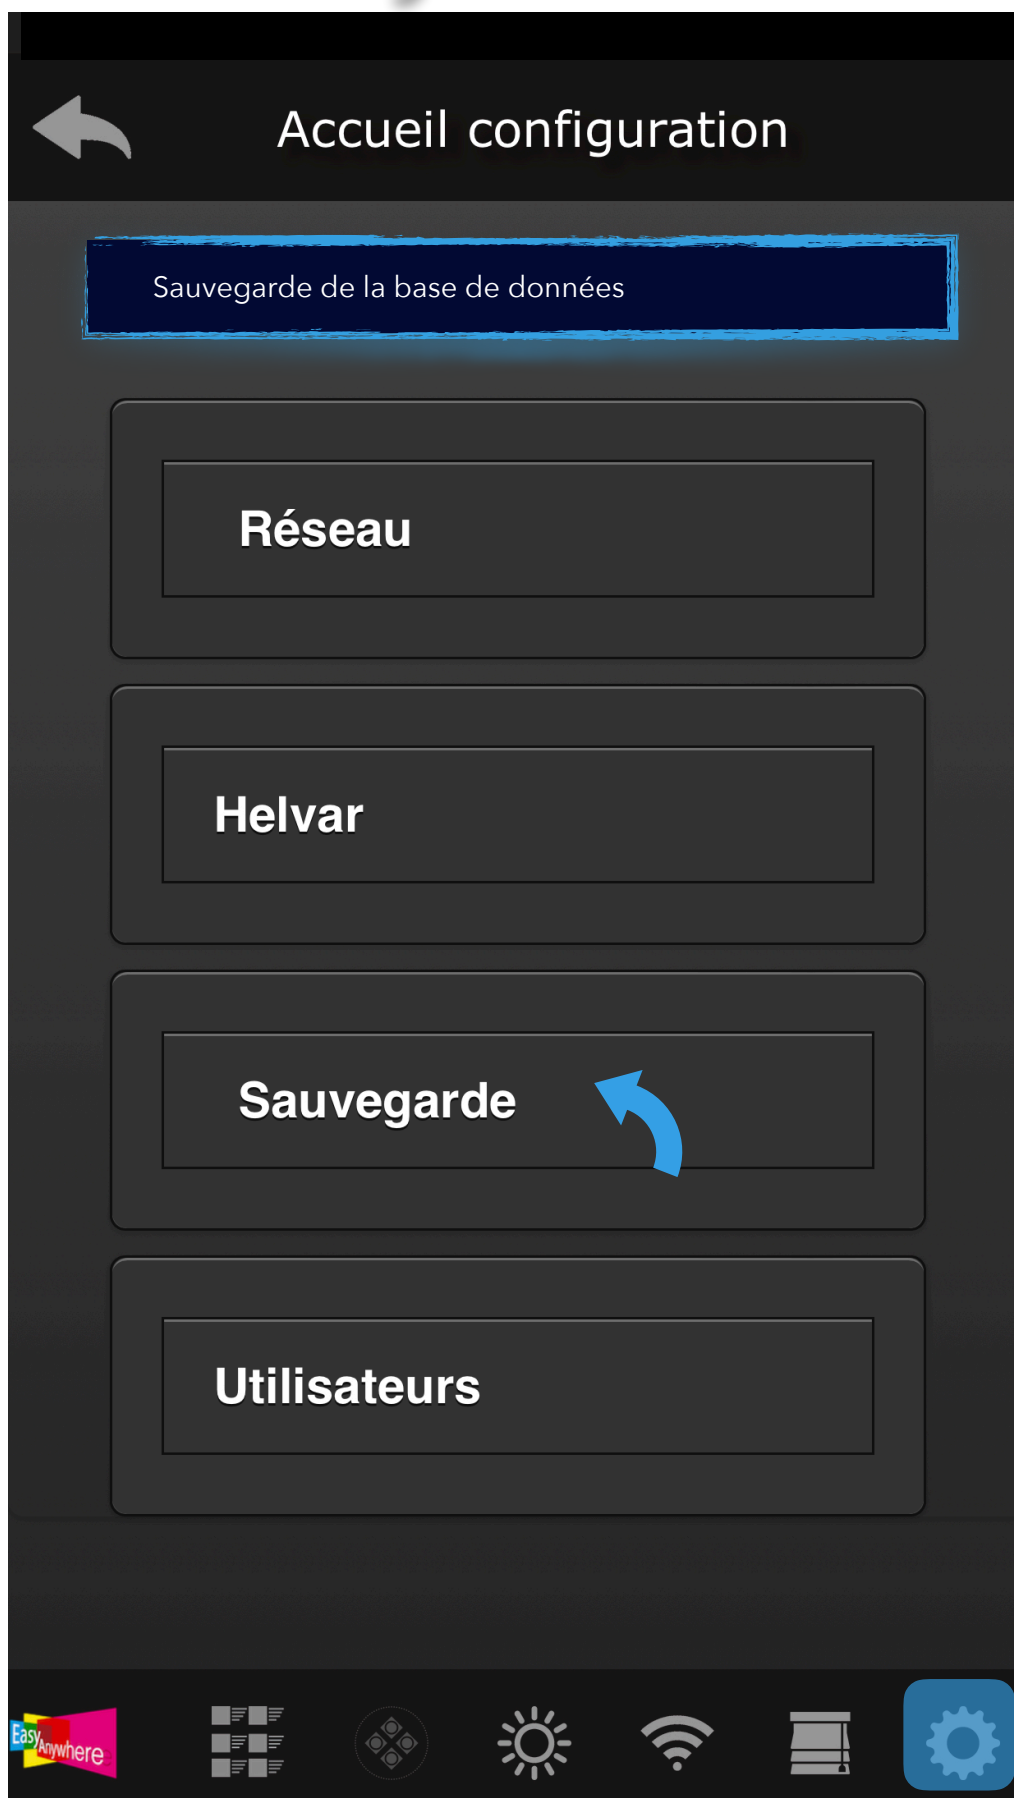 Accueil configuration
Sauvegarde de la base de données
Réseau
Helvar
Sauvegarde
Utilisateurs
Easy
Anywhere